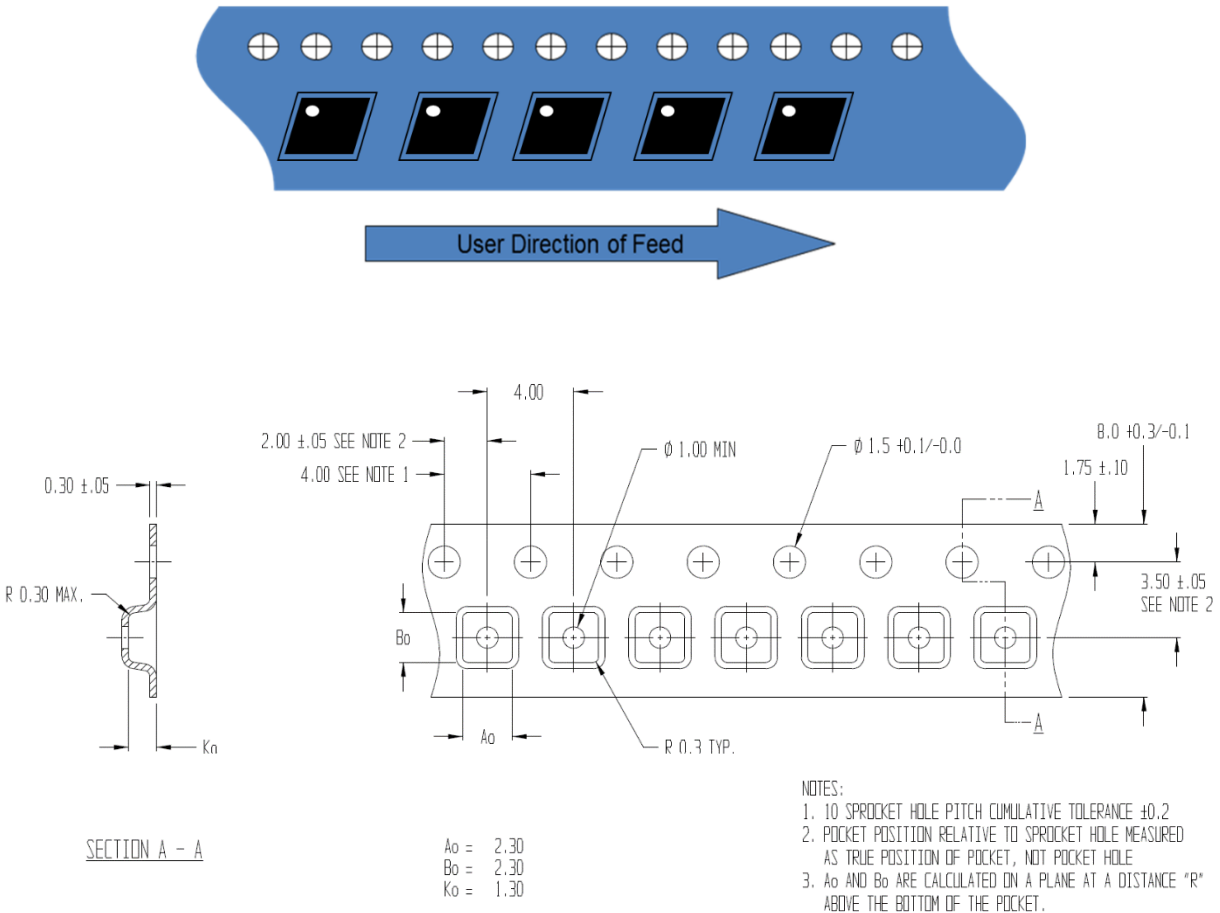 User Direction of Feed
4.00
2.00 ±.05 SEE NOTE 2
4.00 SEE NOTE 1
0.30 ±.05
R 0.30 MAX.
Ko
⌀ 1.00 MIN
⌀ 1.5 +0.1/-0.0
8.0 +0.3/-0.1
1.75 ±.10
A
3.50 ±.05
SEE NOTE 2
Bo
Ao
R 0.3 TYP.
A
SECTION A - A
Ao = 2.30
Bo = 2.30
Ko = 1.30
NOTES:
1. 10 SPROCKET HOLE PITCH CUMULATIVE TOLERANCE ±0.2
2. POCKET POSITION RELATIVE TO SPROCKET HOLE MEASURED
AS TRUE POSITION OF POCKET, NOT POCKET HOLE
3. Ao AND Bo ARE CALCULATED ON A PLANE AT A DISTANCE "R"
ABOVE THE BOTTOM OF THE POCKET.